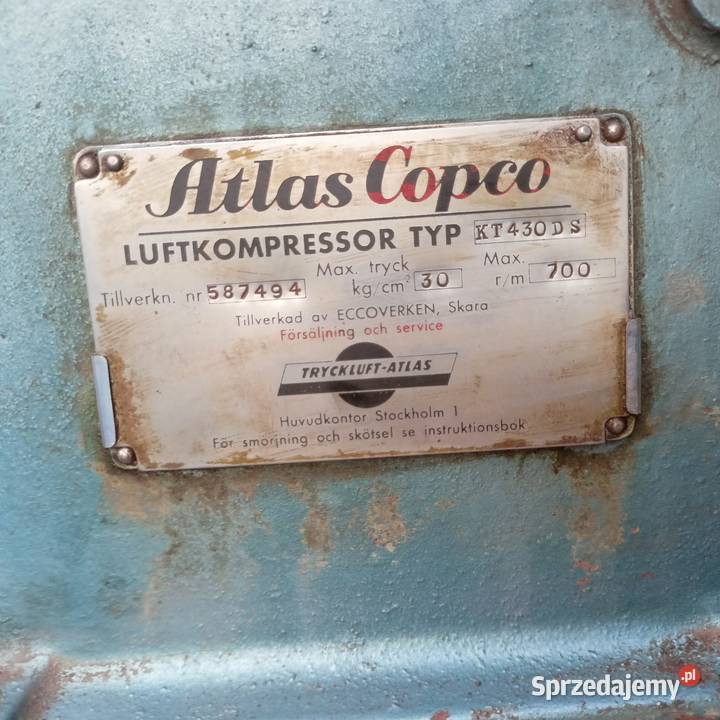 Atlas Copco
LUFTKOMPRESSOR TYP KT430DS
Tillverkn. nr 587494 Max. tryck kg/cm² 30 Max. r/m 700
Tillverkad av ECCOVERKEN, Skara
Försäljning och service
TRYCKLUFT-ATLAS
Huvudkontor Stockholm 1
För smörjning och skötsel se instruktionsbok
Sprzedajemy.pl